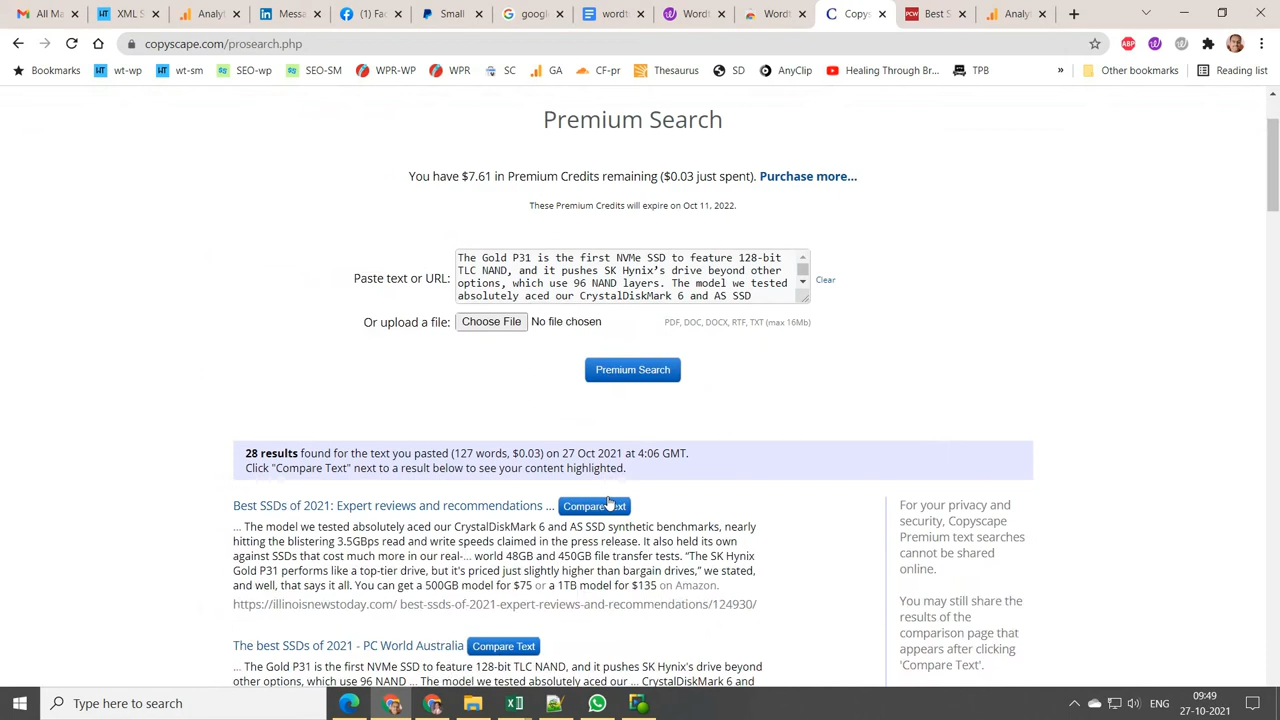 All Ma
XML S
Analyt
Messa
(1) Fac
Small
google
wordt
Wordt
Wordt
Copys
Best S
Analyt
copyscape.com/prosearch.php
Bookmarks
wt-wp
wt-sm
SEO-wp
SEO-SM
WPR-WP
WPR
SC
GA
CF-pr
Thesaurus
SD
AnyClip
Healing Through Br...
TPB
»
Other bookmarks
Reading list
Premium Search
You have $7.61 in Premium Credits remaining ($0.03 just spent). Purchase more...
These Premium Credits will expire on Oct 11, 2022.
Paste text or URL:
The Gold P31 is the first NVMe SSD to feature 128-bit
TLC NAND, and it pushes SK Hynix's drive beyond other
options, which use 96 NAND layers. The model we tested
absolutely aced our CrystalDiskMark 6 and AS SSD
Clear
Or upload a file: Choose File No file chosen
PDF, DOC, DOCX, RTF, TXT (max 16Mb)
Premium Search
28 results found for the text you pasted (127 words, $0.03) on 27 Oct 2021 at 4:06 GMT.
Click "Compare Text" next to a result below to see your content highlighted.
Best SSDs of 2021: Expert reviews and recommendations ... Compare Text
... The model we tested absolutely aced our CrystalDiskMark 6 and AS SSD synthetic benchmarks, nearly
hitting the blistering 3.5GBps read and write speeds claimed in the press release. It also held its own
against SSDs that cost much more in our real-... world 48GB and 450GB file transfer tests. "The SK Hynix
Gold P31 performs like a top-tier drive, but it's priced just slightly higher than bargain drives," we stated,
and well, that says it all. You can get a 500GB model for $75 or a 1TB model for $135 on Amazon.
https://illinoisnewstoday.com/ best-ssds-of-2021-expert-reviews-and-recommendations/124930/
The best SSDs of 2021 - PC World Australia Compare Text
... The Gold P31 is the first NVMe SSD to feature 128-bit TLC NAND, and it pushes SK Hynix's drive beyond
other options, which use 96 NAND layers. The model we tested absolutely aced our ... CrystalDiskMark 6 and
For your privacy and
security, Copyscape
Premium text searches
cannot be shared
online.
You may still share the
results of the
comparison page that
appears after clicking
'Compare Text'.
Type here to search
ENG
09:49
27-10-2021